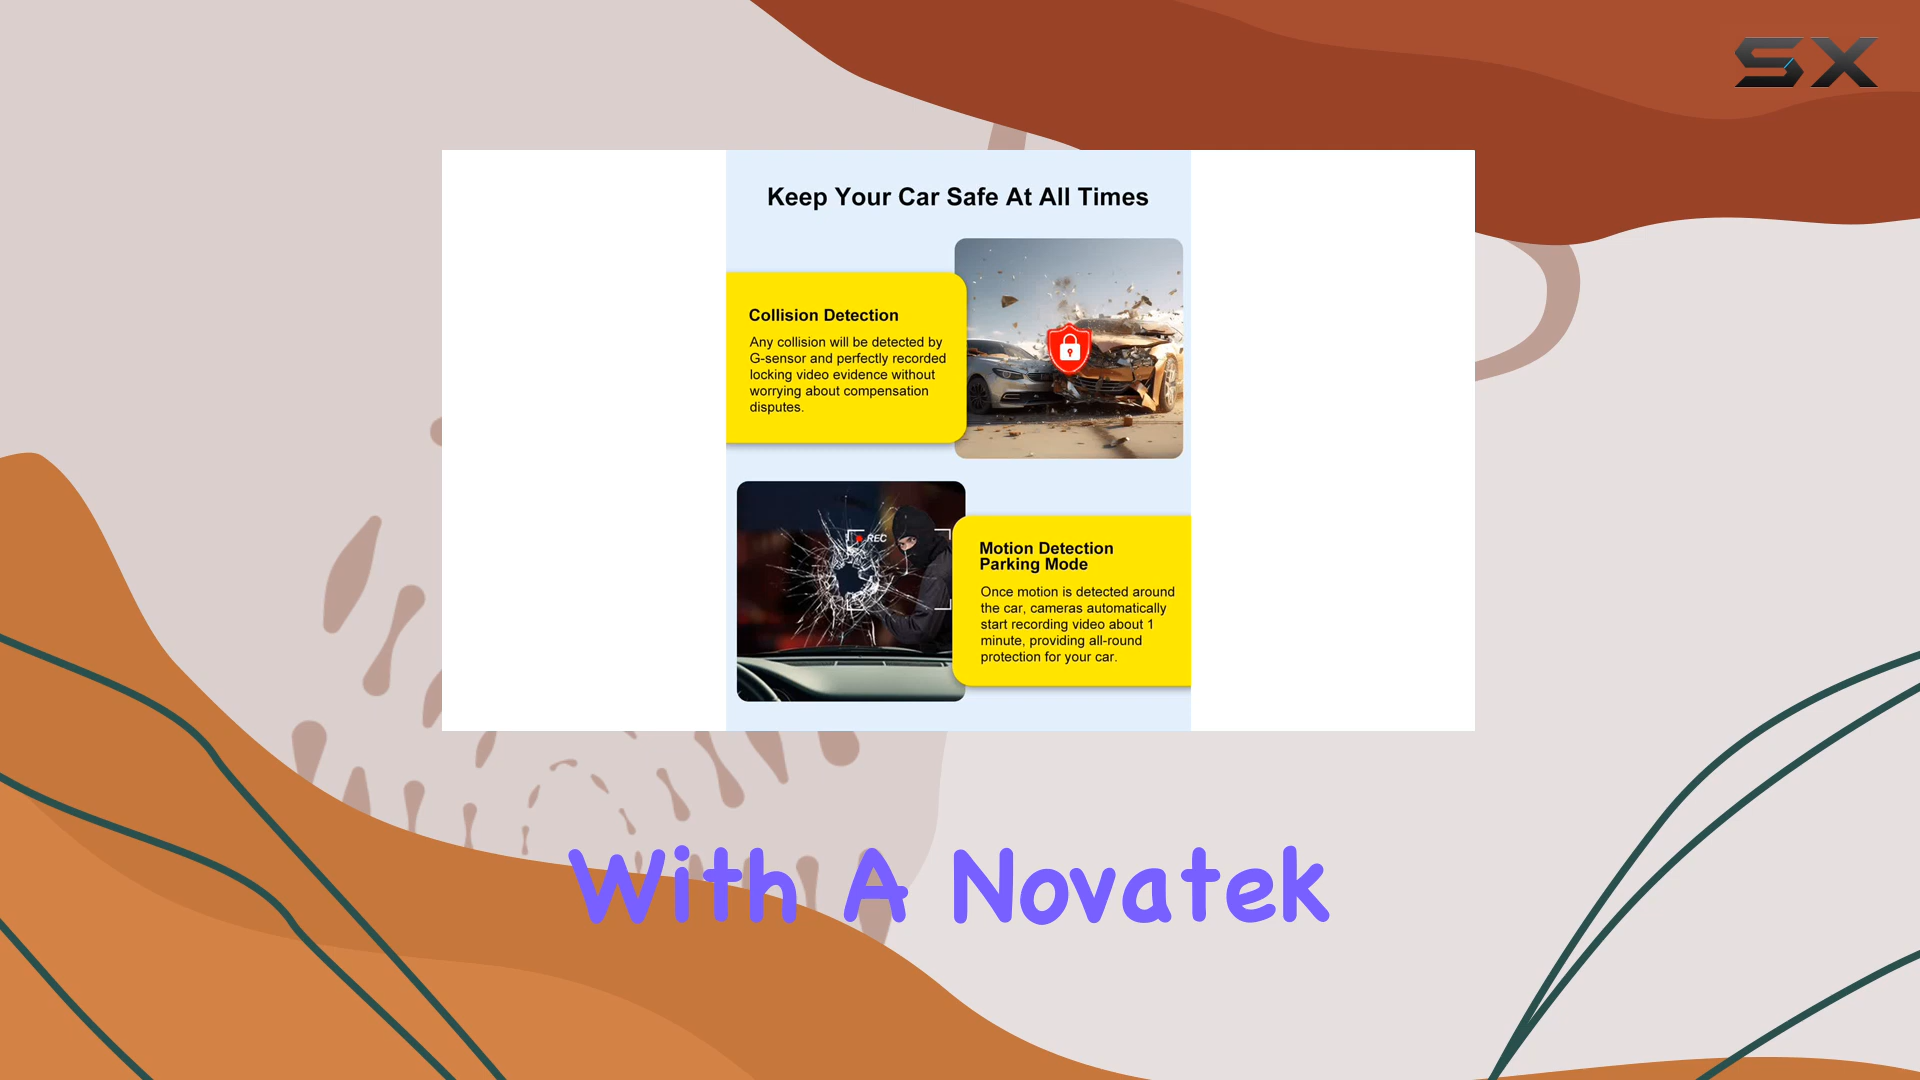 SX
Keep Your Car Safe At All Times
Collision Detection
Any collision will be detected by
G-sensor and perfectly recorded
locking video evidence without
worrying about compensation
disputes.
REC
Motion Detection
Parking Mode
Once motion is detected around
the car, cameras automatically
start recording video about 1
minute, providing all-round
protection for your car.
With A Novatek